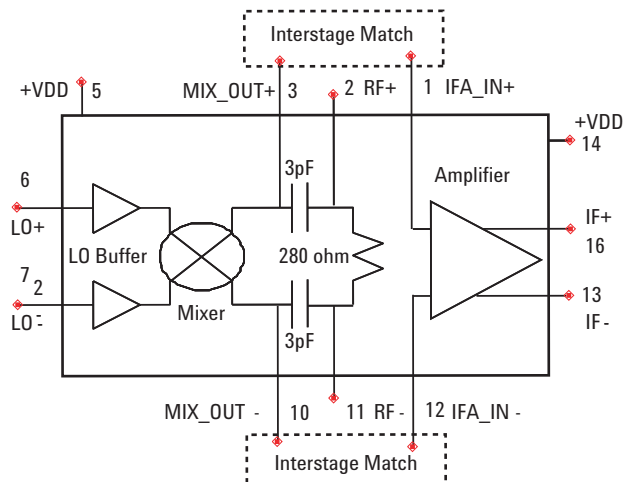 Interstage Match
+VDD 5
MIX_OUT+ 3
2 RF+
1 IFA_IN+
+VDD
14
6
LO+
3pF
Amplifier
IF+
16
LO Buffer
280 ohm
7
2
LO -
Mixer
3pF
13
IF -
MIX_OUT - 10
11 RF -
12 IFA_IN -
Interstage Match